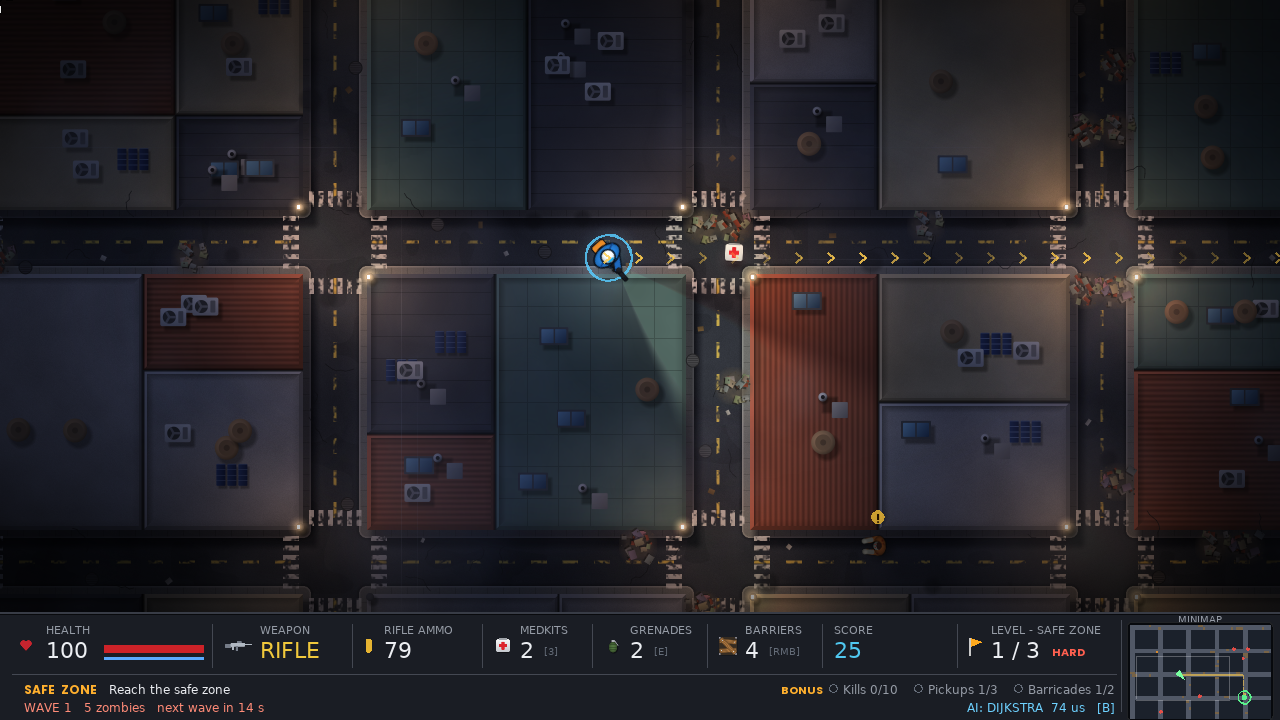 HEALTH
100
WEAPON
RIFLE
RIFLE AMMO
79
MEDKITS
2 [3]
GRENADES
2 [E]
BARRIERS
4 [RMB]
SCORE
25
LEVEL - SAFE ZONE
1 / 3 HARD
MINIMAP
SAFE ZONE Reach the safe zone
WAVE 1 5 zombies next wave in 14 s
BONUS Kills 0/10 Pickups 1/3 Barricades 1/2
AI: DIJKSTRA 74 us [B]